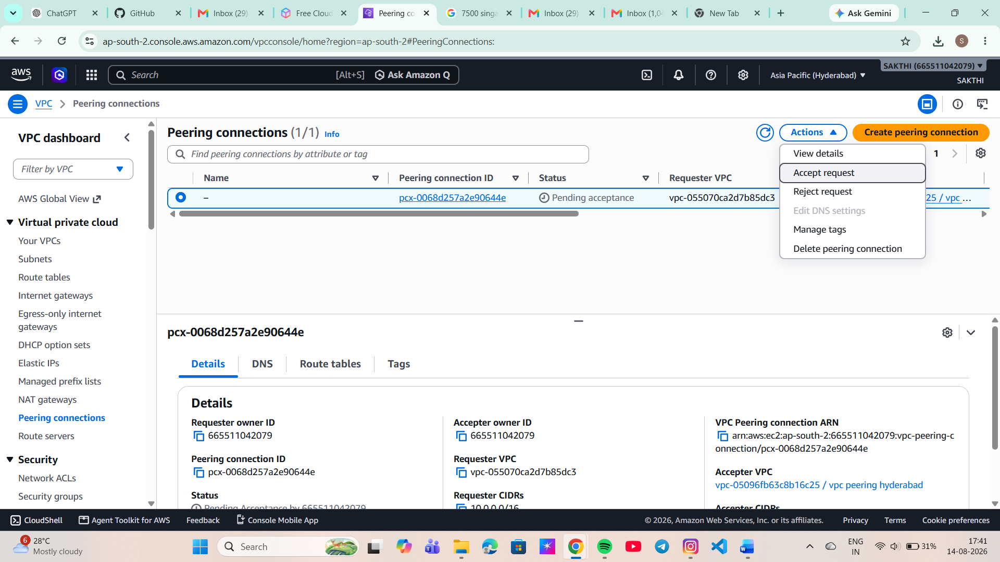 ChatGPT
GitHub
Inbox (29)
Free Cloud
Peering co
7500 singa
Inbox (29)
Inbox (1,04
New Tab
Ask Gemini
ap-south-2.console.aws.amazon.com/vpcconsole/home?region=ap-south-2#PeeringConnections:
S
aws
Search
[Alt+S]
Ask Amazon Q
Asia Pacific (Hyderabad)
SAKTHI (665511042079)
SAKTHI
VPC
Peering connections
VPC dashboard
Filter by VPC
AWS Global View
Virtual private cloud
Your VPCs
Subnets
Route tables
Internet gateways
Egress-only internet
gateways
DHCP option sets
Elastic IPs
Managed prefix lists
NAT gateways
Peering connections
Route servers
Security
Network ACLs
Security groups
Peering connections (1/1) Info
Actions
Create peering connection
Find peering connections by attribute or tag
1
View details
Accept request
Reject request
Edit DNS settings
Manage tags
Delete peering connection
Name
Peering connection ID
Status
Requester VPC
–
pcx-0068d257a2e90644e
Pending acceptance
vpc-055070ca2d7b85dc3
25 / vpc ...
pcx-0068d257a2e90644e
Details
DNS
Route tables
Tags
Details
Requester owner ID
665511042079
Peering connection ID
pcx-0068d257a2e90644e
Status
Pending Acceptance by 665511042079
Accepter owner ID
665511042079
Requester VPC
vpc-055070ca2d7b85dc3
Requester CIDRs
10.0.0.0/16
VPC Peering connection ARN
arn:aws:ec2:ap-south-2:665511042079:vpc-peering-c
onnection/pcx-0068d257a2e90644e
Accepter VPC
vpc-05096fb63c8b16c25 / vpc peering hyderabad
Accepter CIDRs
CloudShell
Agent Toolkit for AWS
Feedback
Console Mobile App
© 2026, Amazon Web Services, Inc. or its affiliates.
Privacy
Terms
Cookie preferences
6
28°C
Mostly cloudy
Search
ENG
IN
31%
17:41
14-08-2026